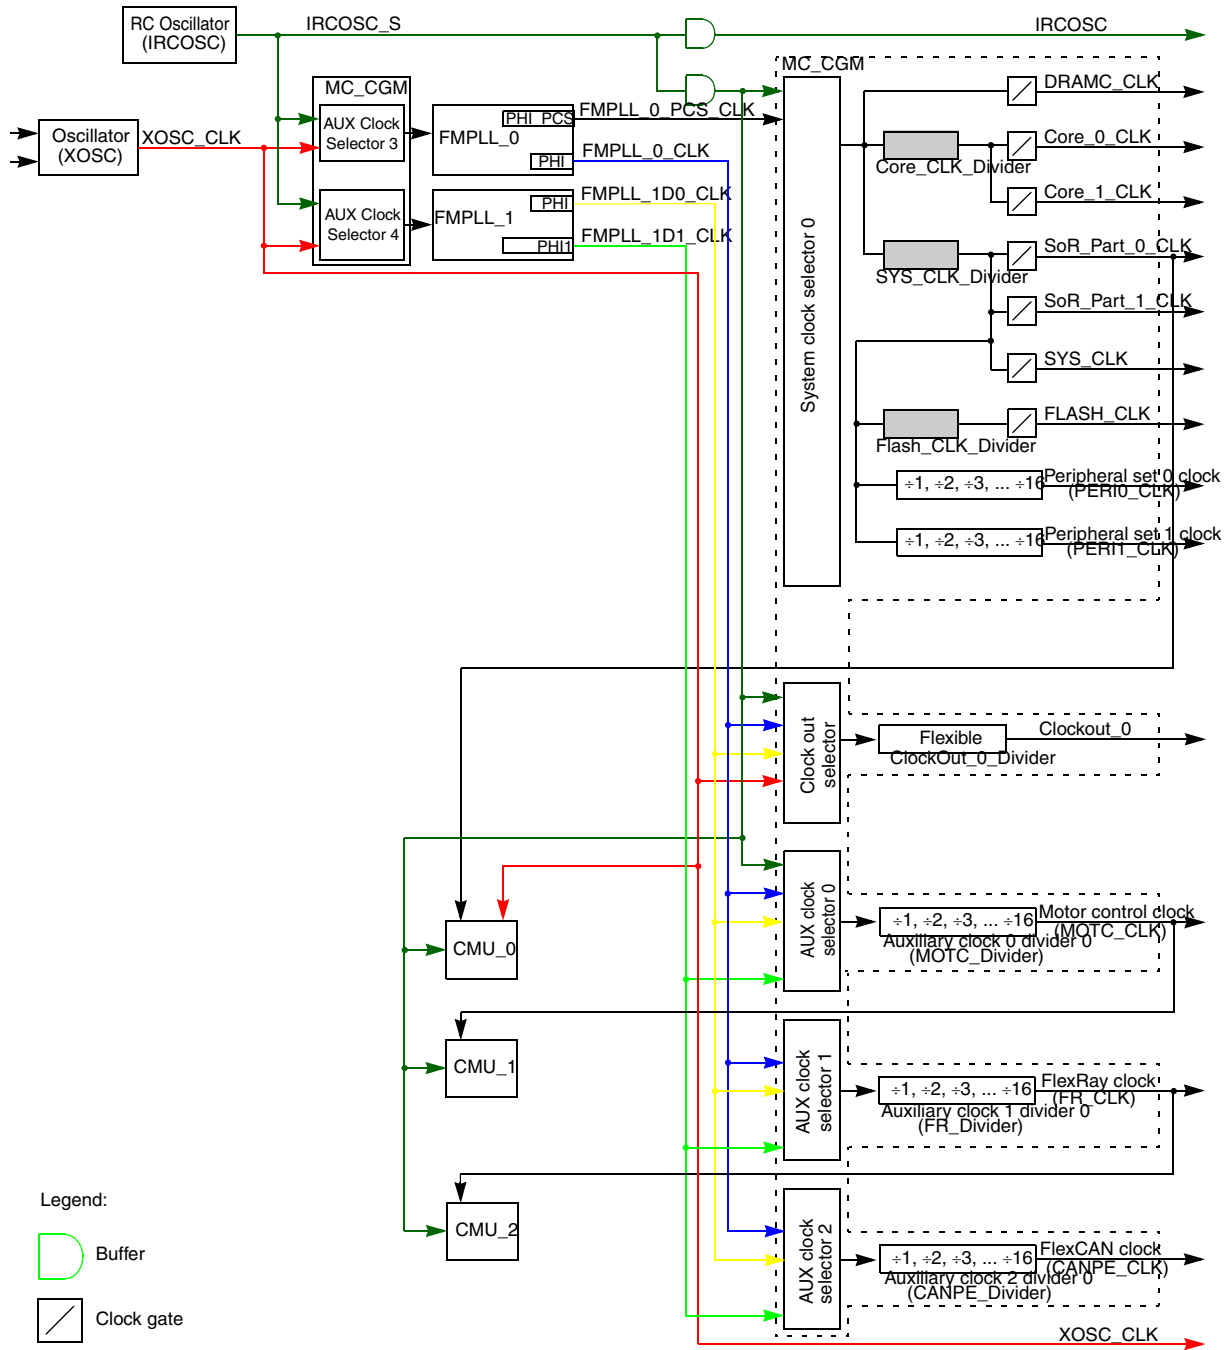 RC Oscillator
(IRCOSC)
IRCOSC_S
IRCOSC
MC_CGM
MC_CGM
DRAMC_CLK
AUX Clock
Selector 3
FMPLL_0
PHI_PCS
FMPLL_0_PCS_CLK
Oscillator
(XOSC)
XOSC_CLK
PHI
FMPLL_0_CLK
Core_0_CLK
Core_CLK_Divider
Core_1_CLK
AUX Clock
Selector 4
FMPLL_1
PHI
FMPLL_1D0_CLK
PHI1
FMPLL_1D1_CLK
System clock selector 0
SoR_Part_0_CLK
SYS_CLK_Divider
SoR_Part_1_CLK
SYS_CLK
FLASH_CLK
Flash_CLK_Divider
÷1, ÷2, ÷3, ... ÷16
Peripheral set 0 clock
(PERI0_CLK)
÷1, ÷2, ÷3, ... ÷16
Peripheral set 1 clock
(PERI1_CLK)
Clock out
selector
Flexible
ClockOut_0_Divider
Clockout_0
AUX clock
selector 0
÷1, ÷2, ÷3, ... ÷16
Auxiliary clock 0 divider 0
(MOTC_Divider)
Motor control clock
(MOTC_CLK)
CMU_0
CMU_1
AUX clock
selector 1
÷1, ÷2, ÷3, ... ÷16
Auxiliary clock 1 divider 0
(FR_Divider)
FlexRay clock
(FR_CLK)
CMU_2
AUX clock
selector 2
÷1, ÷2, ÷3, ... ÷16
Auxiliary clock 2 divider 0
(CANPE_Divider)
FlexCAN clock
(CANPE_CLK)
XOSC_CLK
Legend:
Buffer
Clock gate